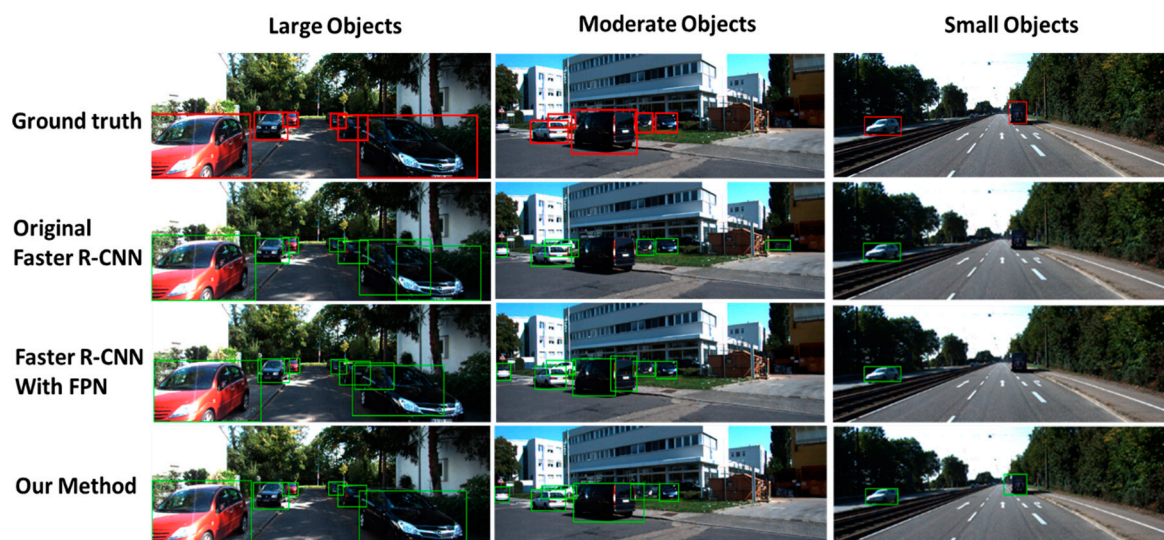 Large Objects
Moderate Objects
Small Objects
Ground truth
Original
Faster R-CNN
Faster R-CNN
With FPN
Our Method